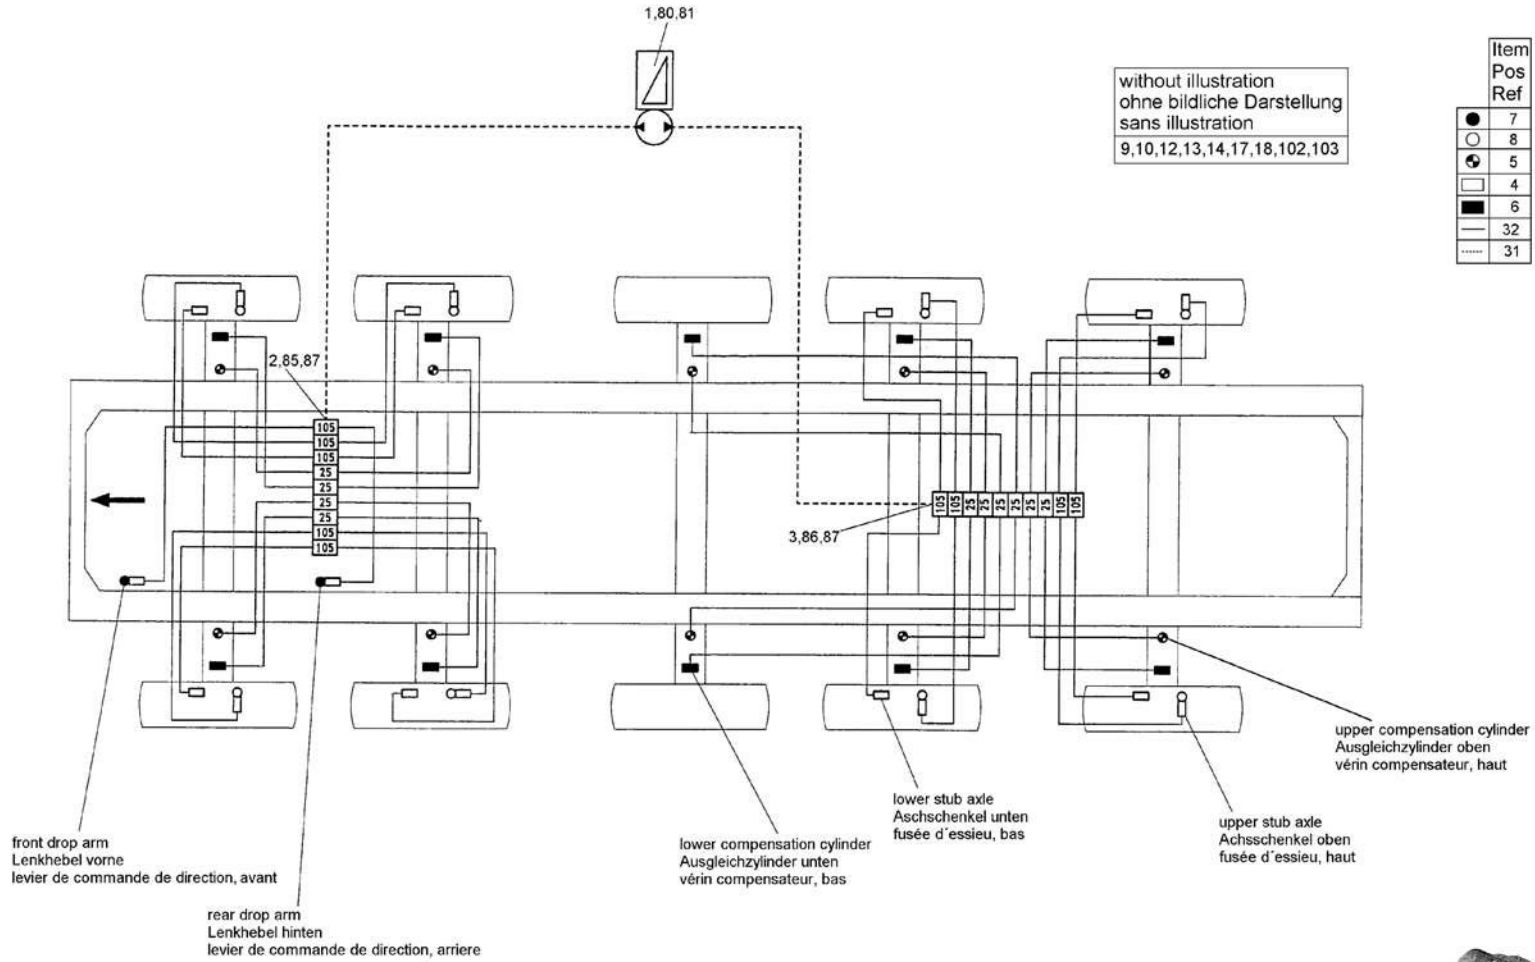 1,80,81
without illustration
ohne bildliche Darstellung
sans illustration
9,10,12,13,14,17,18,102,103
Item
Pos
Ref
7
8
5
4
6
32
31
2,85,87
105
105
105
25
25
25
25
105
105
3,86,87
105 105 25 25 25 25 25 25 105 105
upper compensation cylinder
Ausgleichzylinder oben
vérin compensateur, haut
lower stub axle
Aschschenkel unten
fusée d´essieu, bas
upper stub axle
Achsschenkel oben
fusée d´essieu, haut
front drop arm
Lenkhebel vorne
levier de commande de direction, avant
lower compensation cylinder
Ausgleichzylinder unten
vérin compensateur, bas
rear drop arm
Lenkhebel hinten
levier de commande de direction, arriere